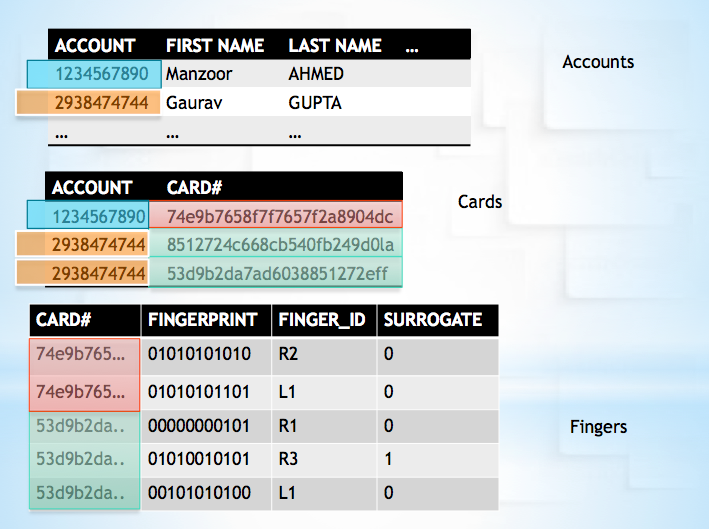 ACCOUNT FIRST NAME LAST NAME ...
1234567890 Manzoor AHMED
2938474744 Gaurav GUPTA
... ... ...
Accounts
ACCOUNT CARD#
1234567890 74e9b7658f7f7657f2a8904dc
2938474744 8512724c668cb540fb249d0la
2938474744 53d9b2da7ad6038851272eff
Cards
CARD# FINGERPRINT FINGER_ID SURROGATE
74e9b765... 01010101010 R2 0
74e9b765... 01010101101 L1 0
53d9b2da.. 00000000101 R1 0
53d9b2da.. 01010010101 R3 1
53d9b2da.. 00101010100 L1 0
Fingers